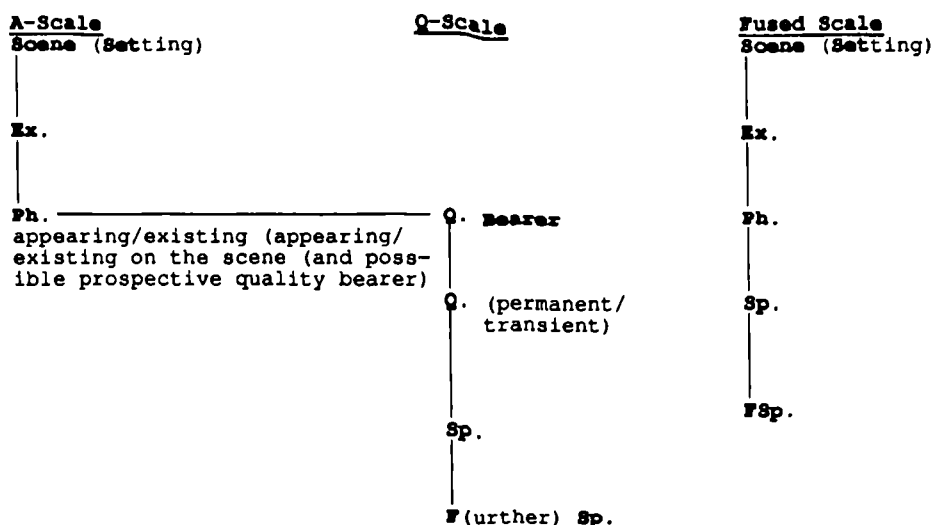 A-Scale
Scene (Setting)
Ex.
Ph.
appearing/existing (appearing/
existing on the scene (and poss-
ible prospective quality bearer)
Q-Scale
Q. Bearer
Q. (permanent/
transient)
Sp.
F(urther) Sp.
Fused Scale
Scene (Setting)
Ex.
Ph.
Sp.
FSp.